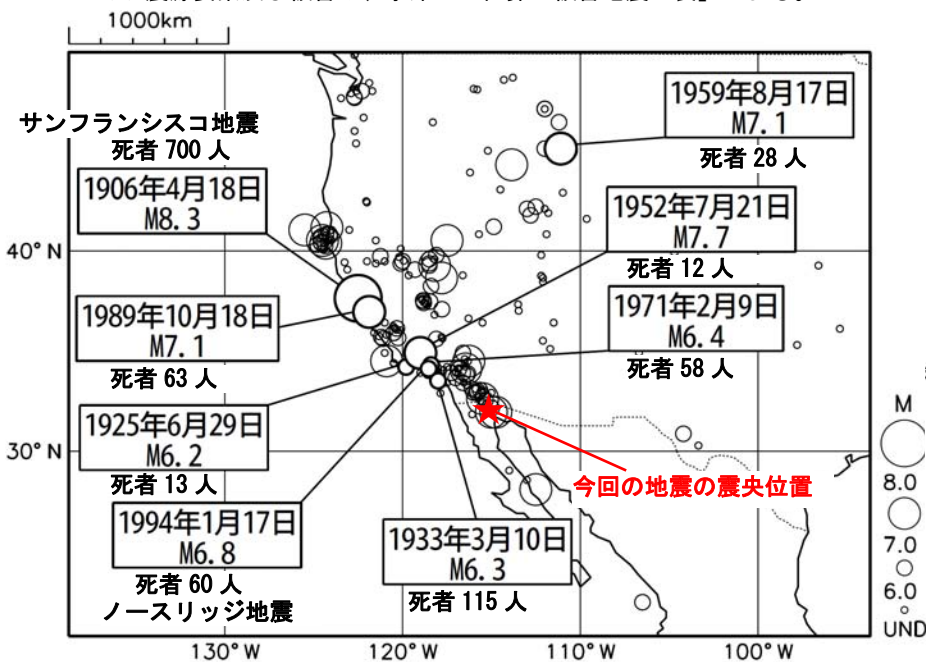 1000km
サンフランシスコ地震
死者 700 人
1906年4月18日
M8.3
1989年10月18日
M7.1
死者 63 人
1925年6月29日
M6.2
死者 13 人
1994年1月17日
M6.8
死者 60 人
ノースリッジ地震
1933年3月10日
M6.3
死者 115 人
1959年8月17日
M7.1
死者 28 人
1952年7月21日
M7.7
死者 12 人
1971年2月9日
M6.4
死者 58 人
今回の地震の震央位置
40°N
30°N
130°W
120°W
110°W
100°W
M
8.0
7.0
6.0
UND